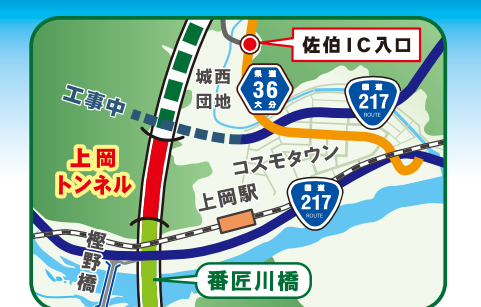 佐伯IC入口
城西
団地
県道
36
大分
国道
217
ROUTE
工事中
上岡
トンネル
コスモタウン
上岡駅
国道
217
ROUTE
樫野橋
番匠川橋